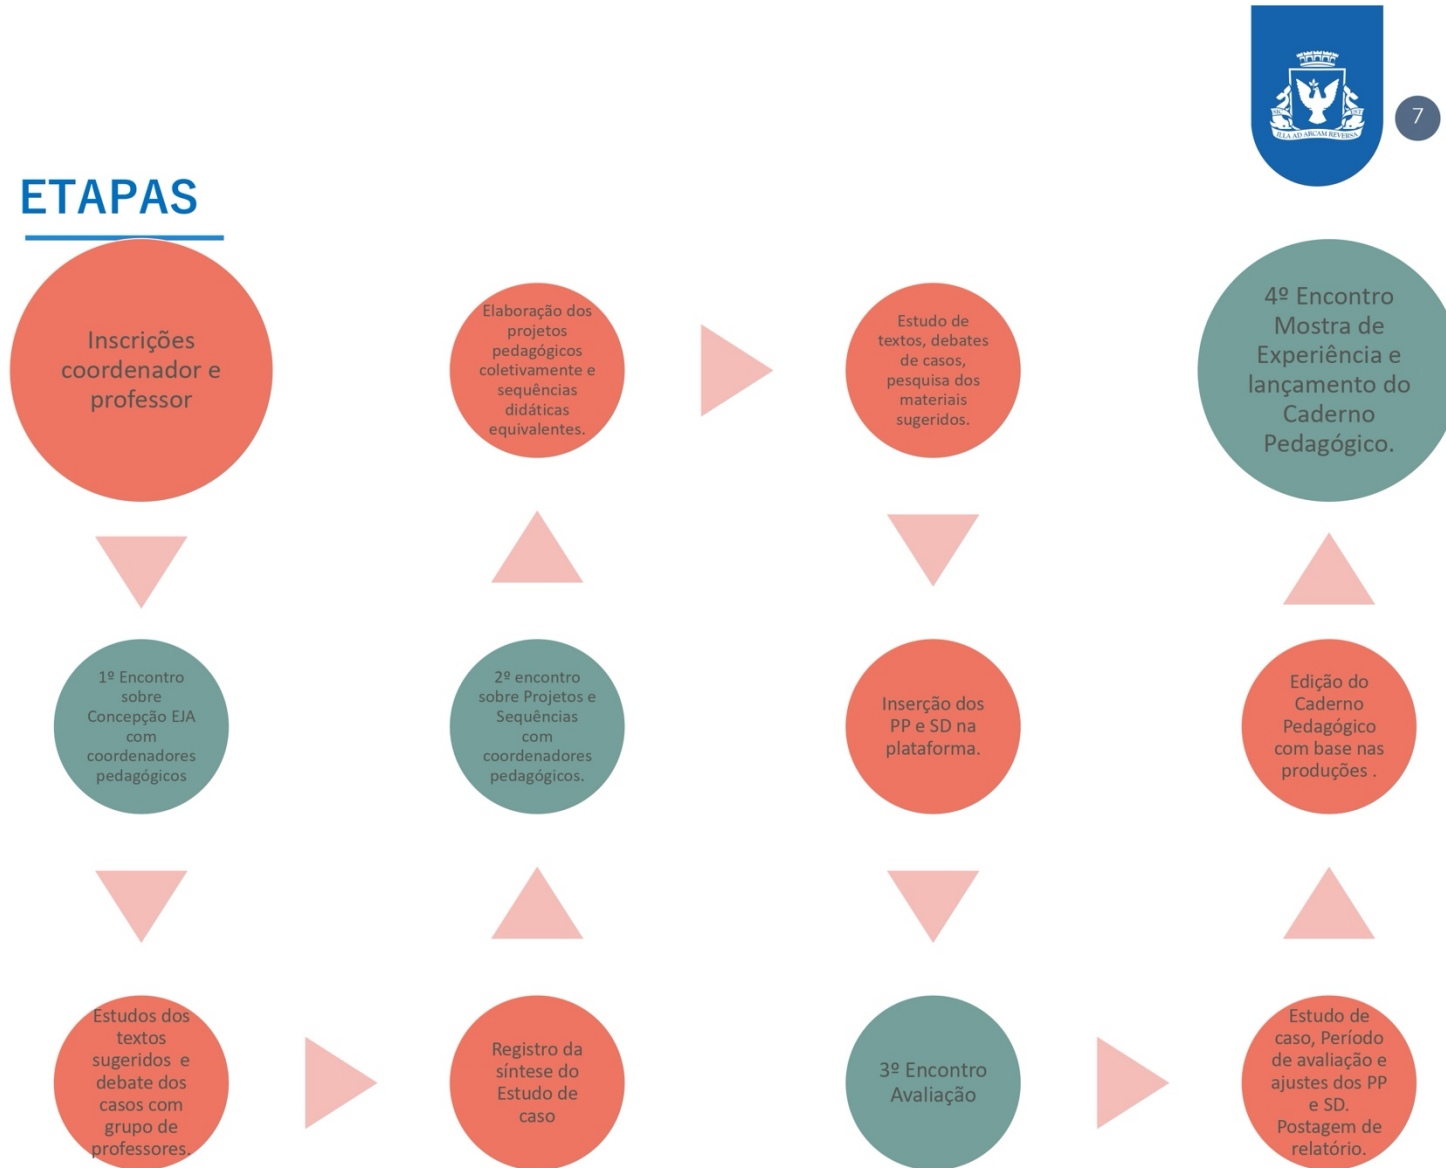 ILLA AD ARCAM REVERSA
7
ETAPAS
Inscrições
coordenador e
professor
1º Encontro
sobre
Concepção EJA
com
coordenadores
pedagógicos
Estudos dos
textos
sugeridos e
debate dos
casos com
grupo de
professores.
Registro da
síntese do
Estudo de
caso
2º encontro
sobre Projetos e
Sequências
com
coordenadores
pedagógicos.
Elaboração dos
projetos
pedagógicos
coletivamente e
sequências
didáticas
equivalentes.
Estudo de
textos, debates
de casos,
pesquisa dos
materiais
sugeridos.
Inserção dos
PP e SD na
plataforma.
3º Encontro
Avaliação
Estudo de
caso, Período
de avaliação e
ajustes dos PP
e SD.
Postagem de
relatório.
Edição do
Caderno
Pedagógico
com base nas
produções .
4º Encontro
Mostra de
Experiência e
lançamento do
Caderno
Pedagógico.